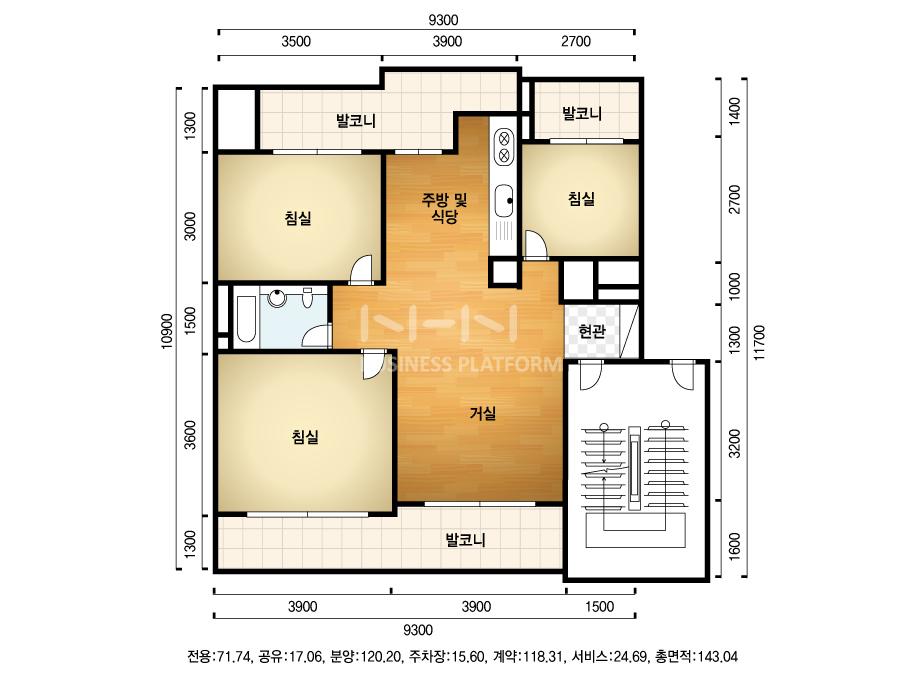 9300
3500 3900 2700
발코니
발코니
1300
1400
침실
주방 및
식당
침실
3000
2700
1000
1500
현관
1300
10900
11700
N-N
BUSINESS PLATFORM
침실
거실
3600
3200
발코니
1300
1600
3900 3900 1500
9300
전용:71.74, 공유:17.06, 분양:120.20, 주차장:15.60, 계약:118.31, 서비스:24.69, 총면적:143.04